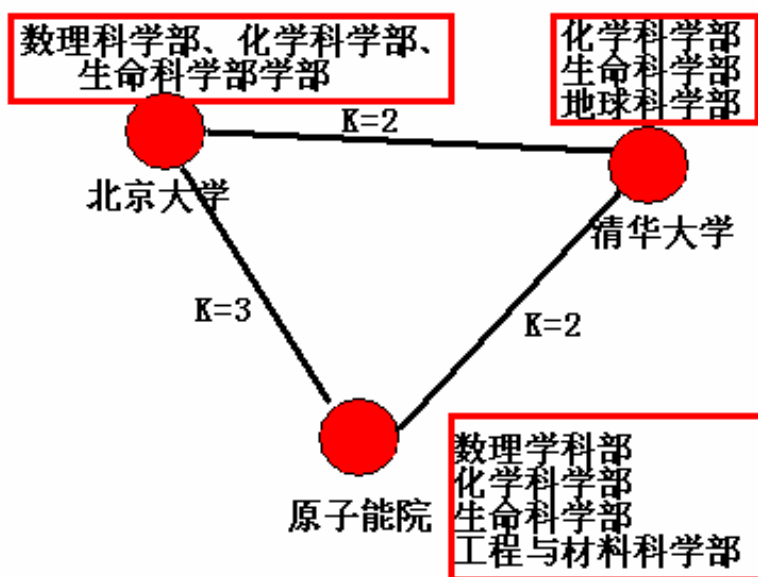 数理科学部、化学科学部、
生命科学部学部
化学科学部
生命科学部
地球科学部
K=2
北京大学
清华大学
K=3
K=2
原子能院
数理学科部
化学科学部
生命科学部
工程与材料科学部